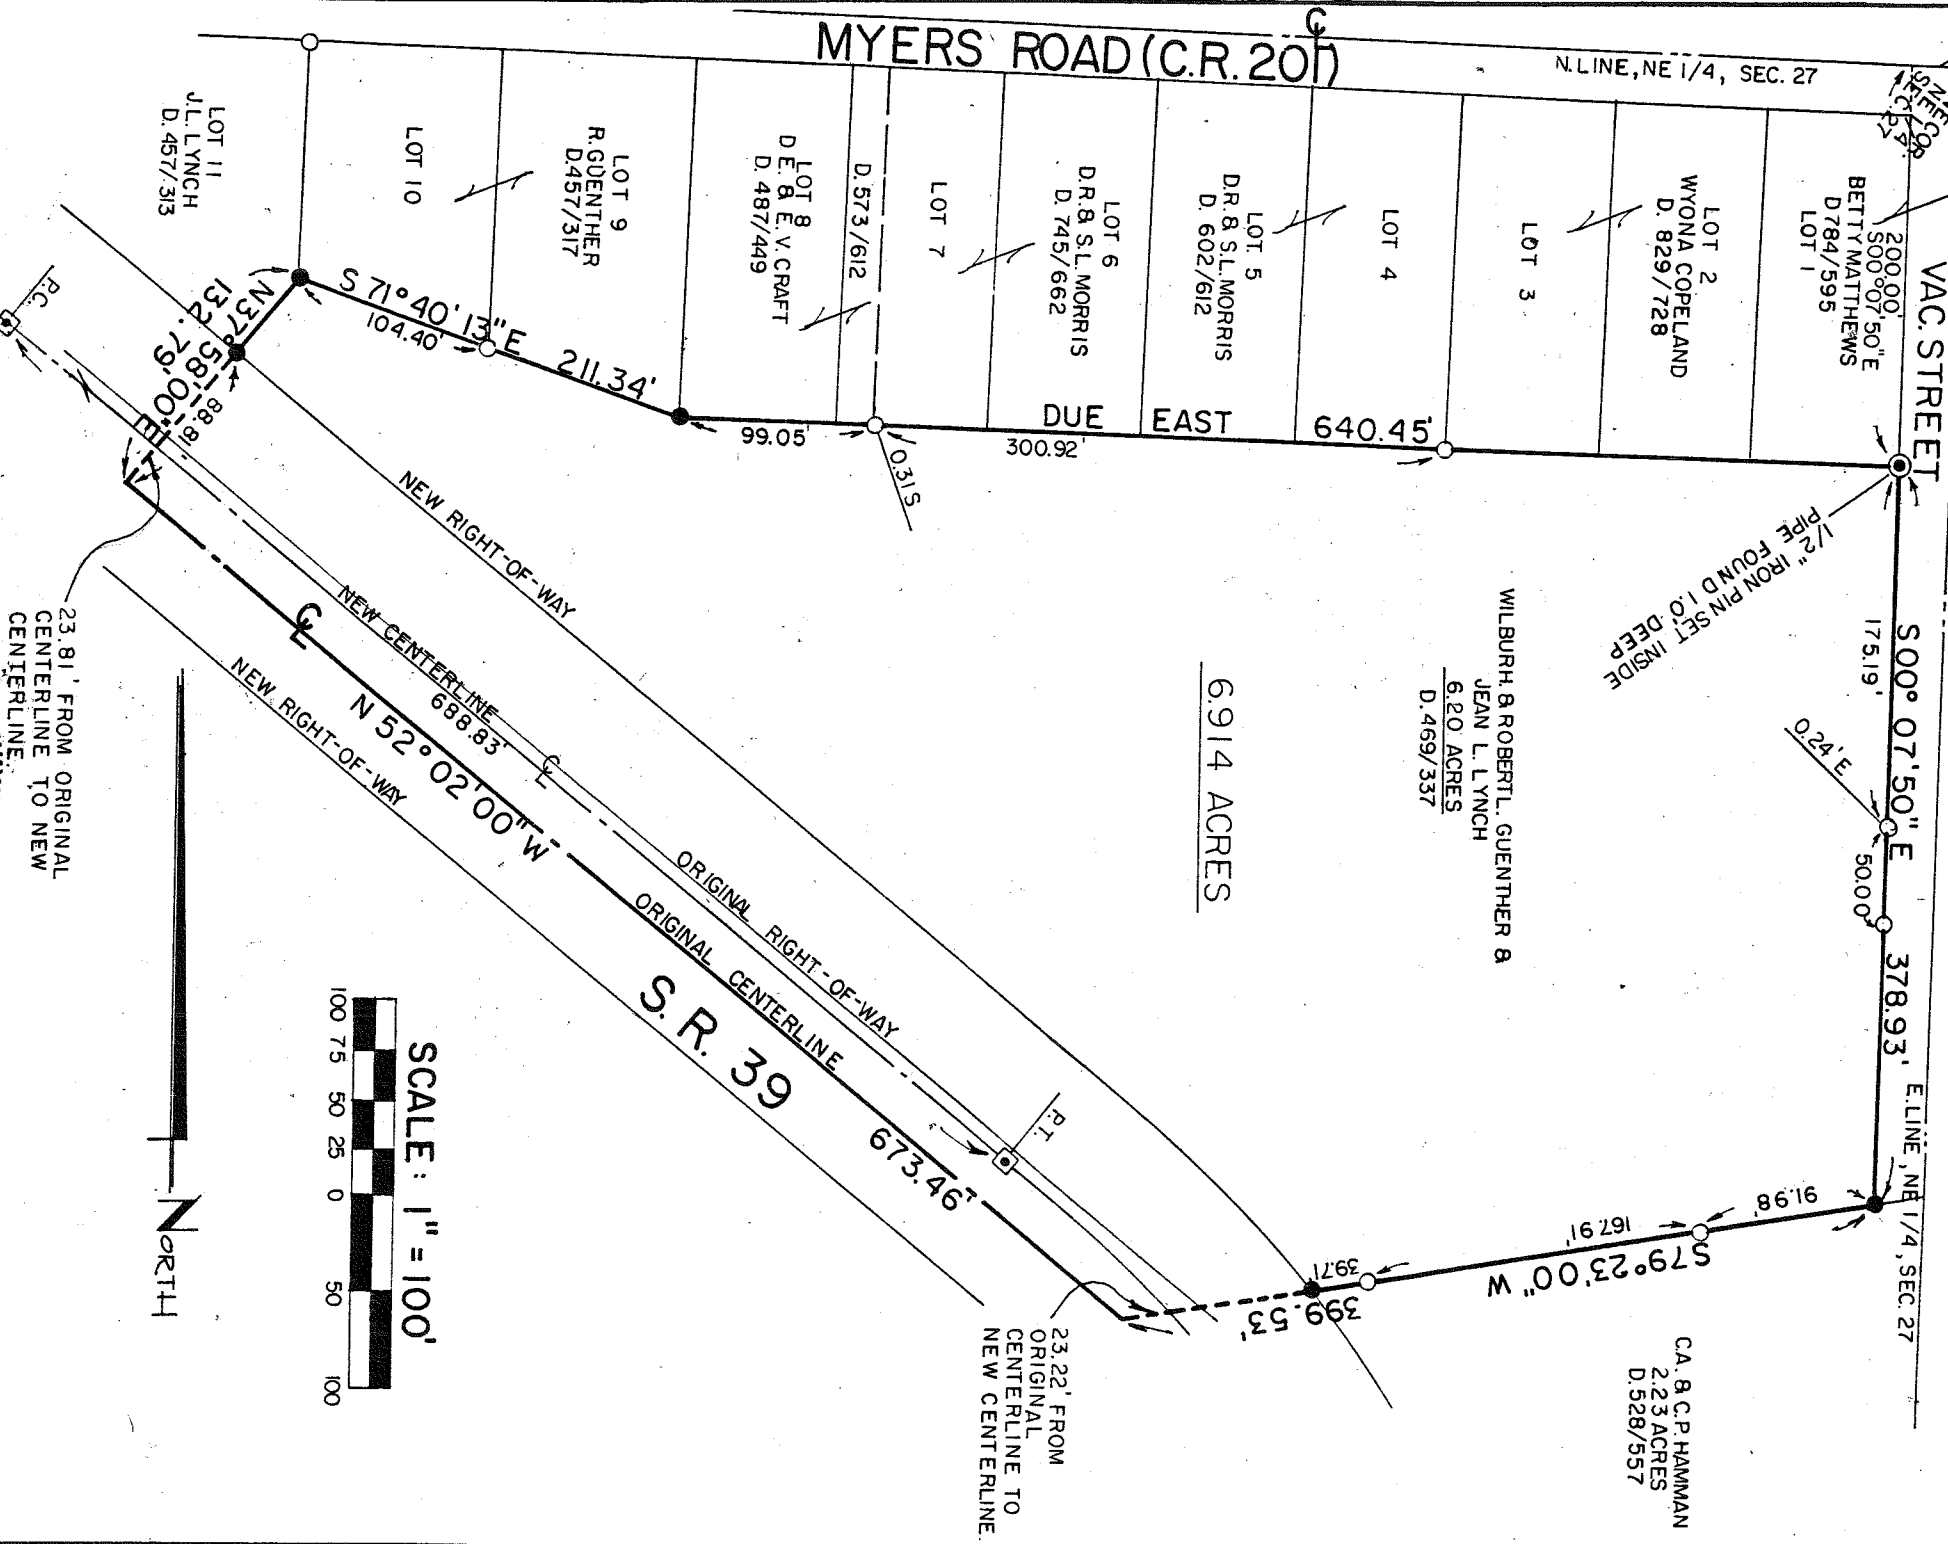 MYERS ROAD (C.R. 201)
N. LINE, NE 1/4, SEC. 27
VAC. STREET
200.00'
S00°07'50"E
BETTY MATTHEWS
D784/595
LOT 1
LOT 2
WYONA COPELAND
D. 829/728
LOT 3
LOT 4
LOT 5
D.R. & S.L. MORRIS
D. 602/612
LOT 6
D.R. & S.L. MORRIS
D. 745/662
LOT 7
D. 573/612
LOT 8
D. E. & E. V. CRAFT
D. 487/449
LOT 9
R. GUENTHER
D.457/317
LOT 10
LOT 11
J.L. LYNCH
D. 457/313
P.C.
N37°58'00"E
132.79'
88.8
S 71°40'13"E
104.40'
211.34'
DUE EAST 640.45'
99.05'
300.92'
0.31 S
1/2" IRON PIN SET INSIDE
PIPE FOUND 1.0' DEEP
S00°07'50"E
378.93'
175.19'
0.24' E
50.00'
E. LINE, NE 1/4, SEC. 27
WILBUR H. & ROBERT L. GUENTHER &
JEAN L. LYNCH
6.20 ACRES
D. 469/337
6.914 ACRES
NEW RIGHT-OF-WAY
NEW CENTERLINE
688.83'
NEW RIGHT-OF-WAY
N 52°02'00" W
ORIGINAL RIGHT-OF-WAY
ORIGINAL CENTERLINE
S. R. 39
673.46'
P.T.
91.98'
167.91'
39.71'
S79°23'00" W
399.53'
C.A. & C.P. HAMMAN
2.23 ACRES
D.528/557
23.22' FROM
ORIGINAL
CENTERLINE TO
NEW CENTERLINE.
23.81' FROM ORIGINAL
CENTERLINE TO NEW
CENTERLINE.
SCALE: 1" = 100'
100 75 50 25 0 50 100
NORTH